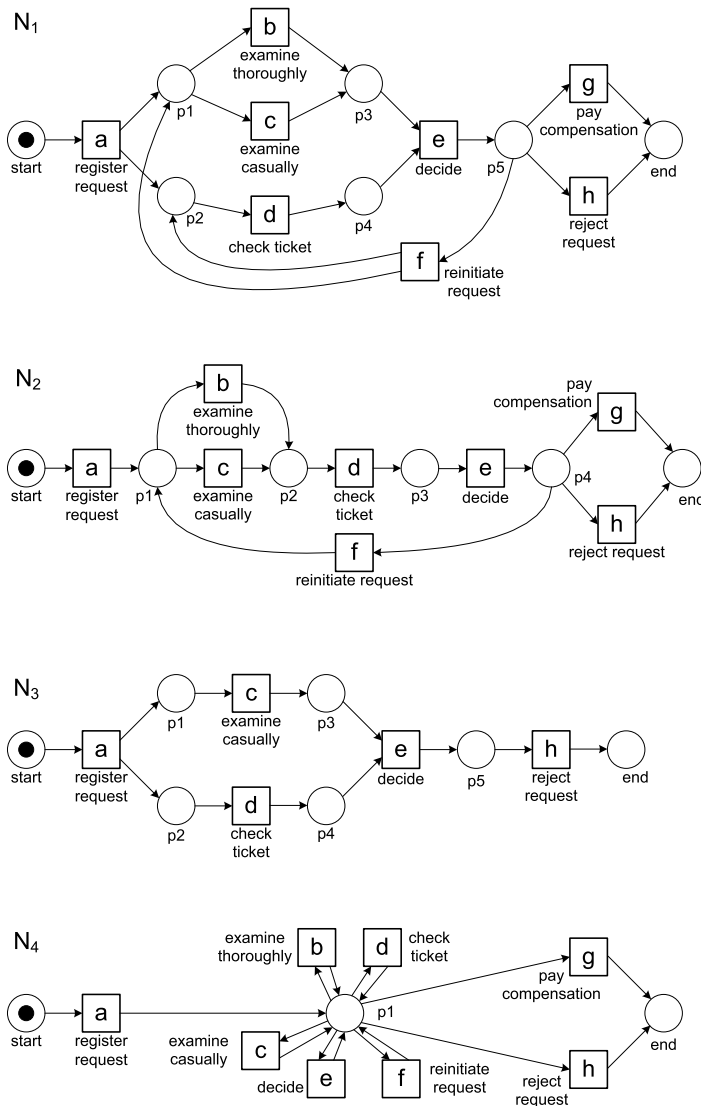 N1
b
examine
thoroughly
p1
c
examine
casually
p3
start
a
register
request
p2
d
check ticket
p4
e
decide
p5
g
pay
compensation
end
h
reject
request
f
reinitiate
request
N2
b
examine
thoroughly
pay
compensation
g
start
a
register
request
p1
c
examine
casually
p2
d
check
ticket
p3
e
decide
p4
end
h
reject request
f
reinitiate request
N3
p1
c
examine
casually
p3
start
a
register
request
p2
d
check
ticket
p4
e
decide
p5
h
reject
request
end
N4
examine
thoroughly
b
d
check
ticket
g
pay
compensation
start
a
register
request
p1
end
examine
casually
c
decide
e
f
reinitiate
request
reject
request
h